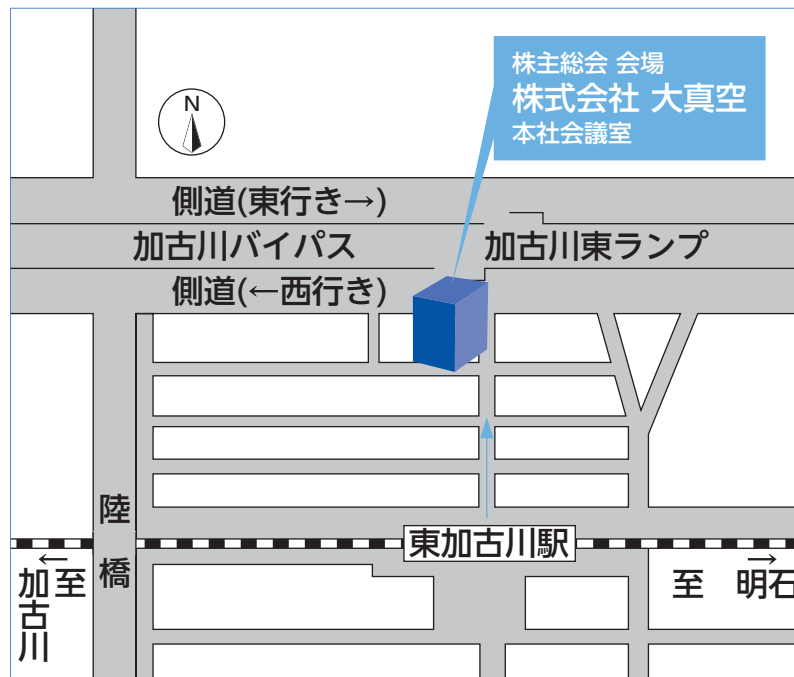 株主総会 会場
株式会社 大真空
本社会議室
N
側道(東行き→)
加古川バイパス
加古川東ランプ
側道(←西行き)
陸橋
東加古川駅
←
至加古川
→
至 明石